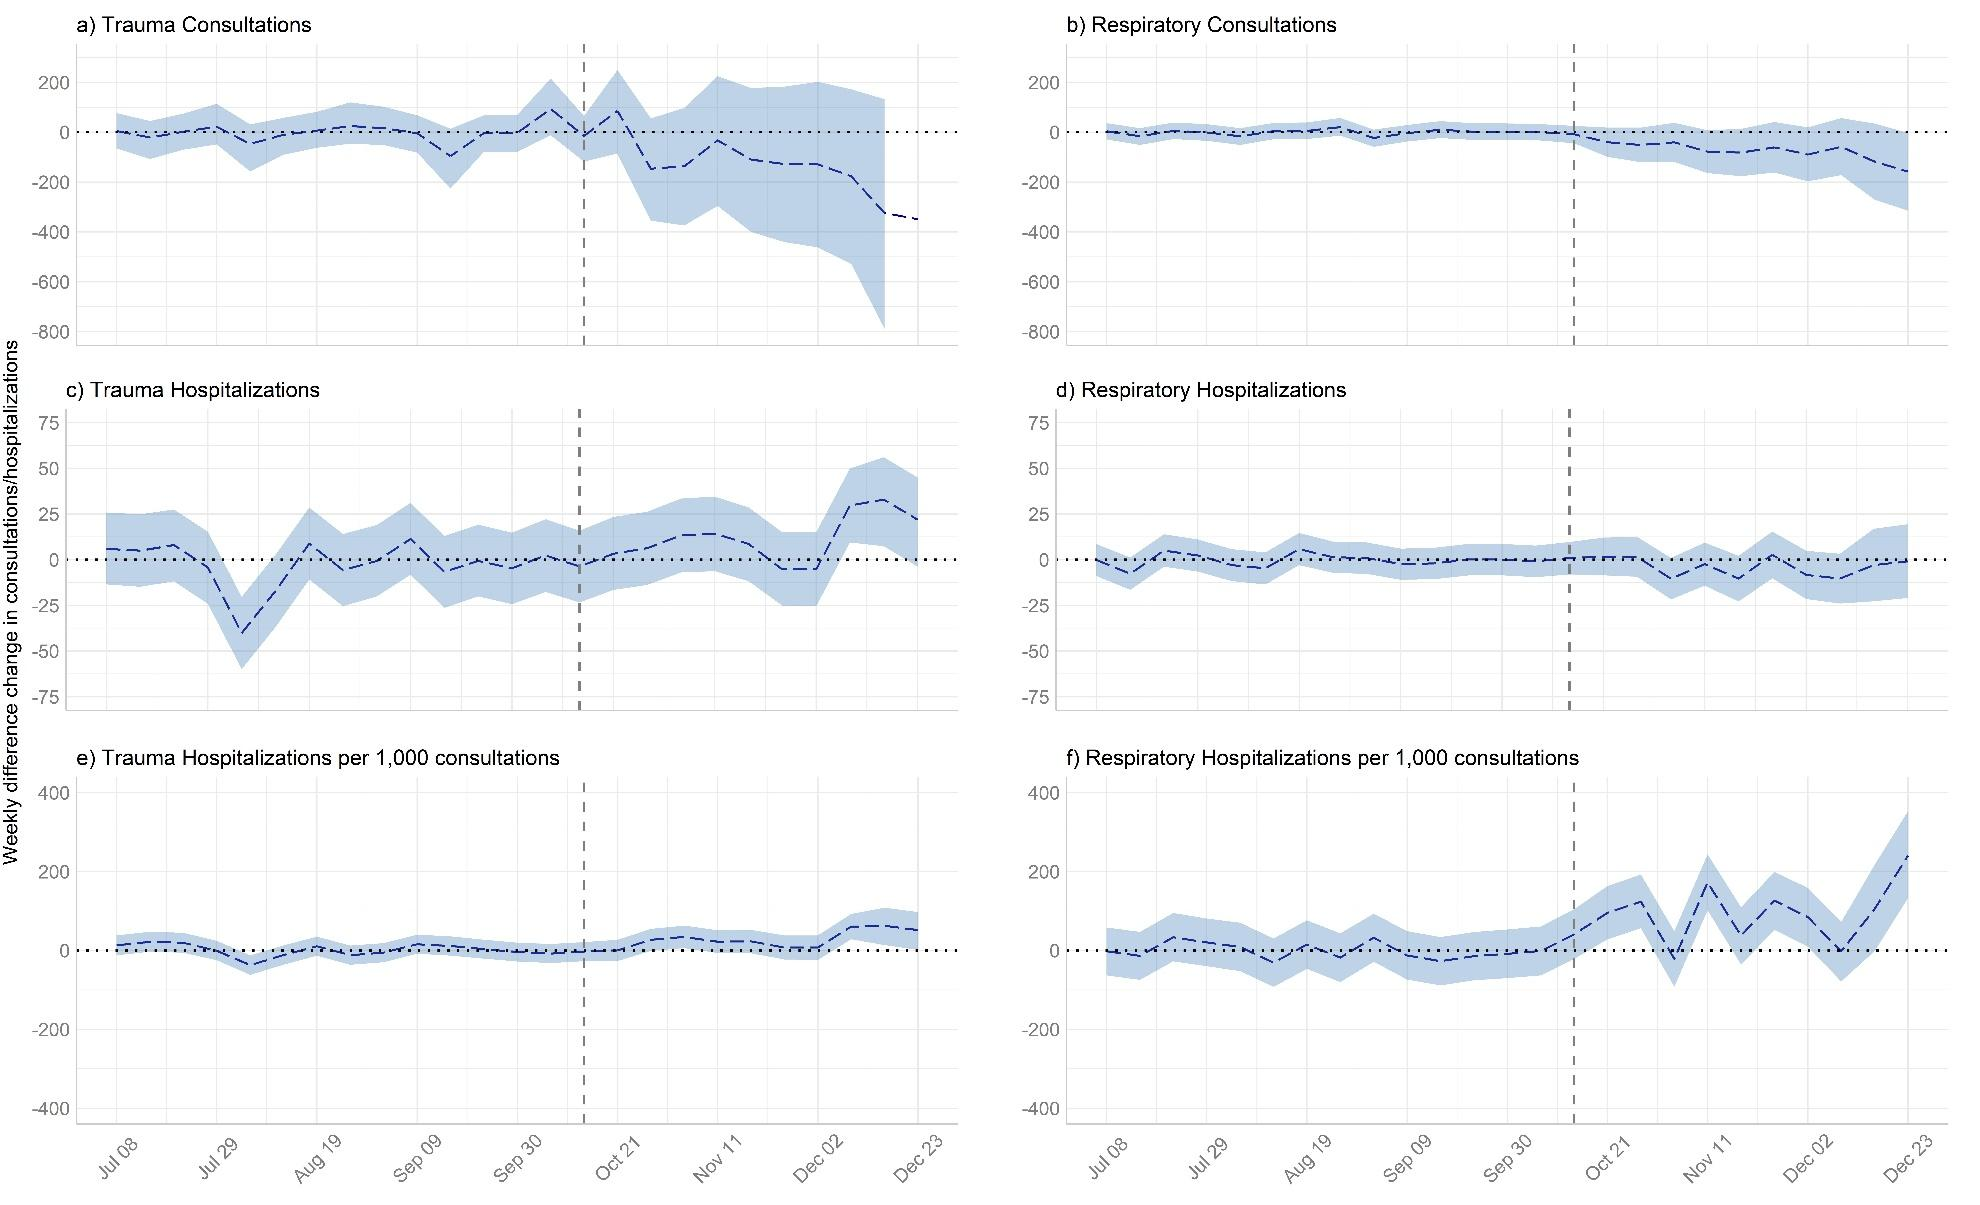 a) Trauma Consultations
200
0
-200
-400
-600
-800
b) Respiratory Consultations
200
0
-200
-400
-600
-800
Weekly difference change in consultations/hospitalizations
c) Trauma Hospitalizations
75
50
25
0
-25
-50
-75
d) Respiratory Hospitalizations
75
50
25
0
-25
-50
-75
e) Trauma Hospitalizations per 1,000 consultations
400
200
0
-200
-400
Jul 08
Jul 29
Aug 19
Sep 09
Sep 30
Oct 21
Nov 11
Dec 02
Dec 23
f) Respiratory Hospitalizations per 1,000 consultations
400
200
0
-200
-400
Jul 08
Jul 29
Aug 19
Sep 09
Sep 30
Oct 21
Nov 11
Dec 02
Dec 23